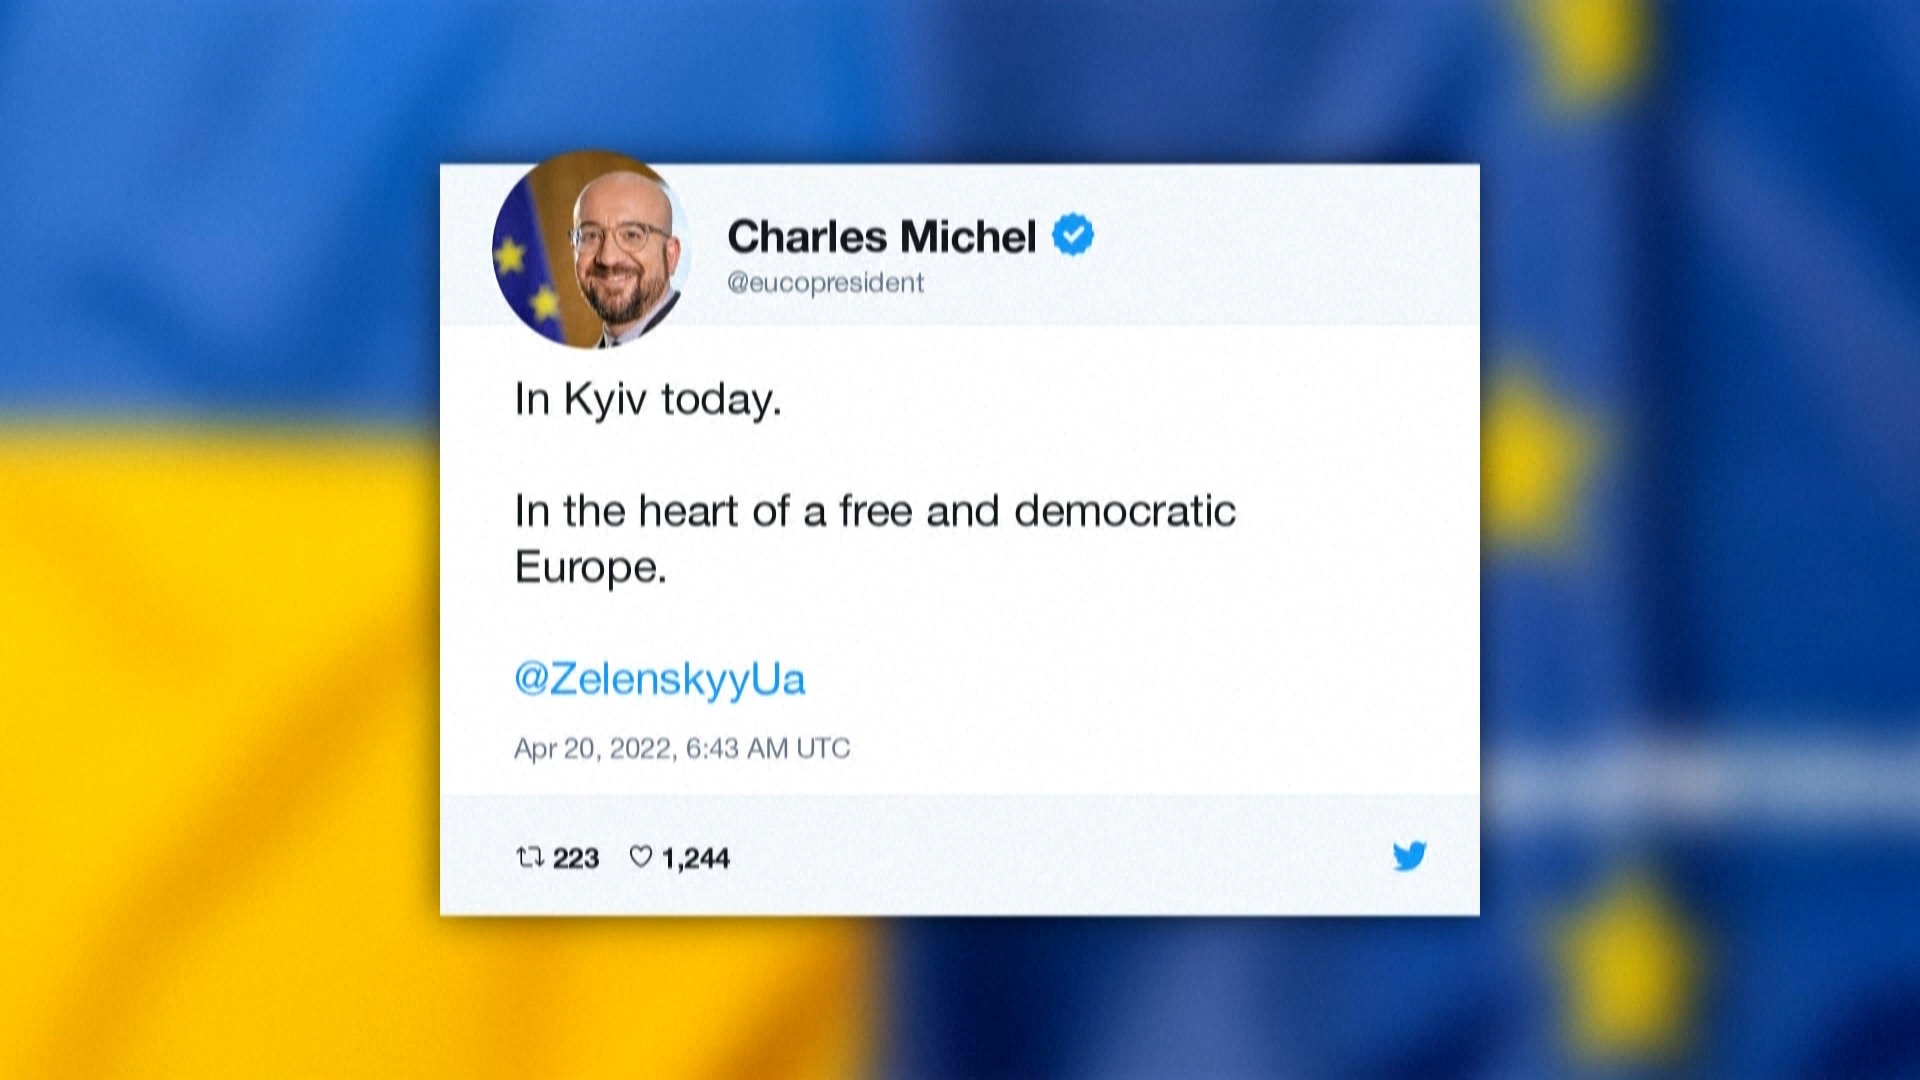 Charles Michel
@eucopresident
In Kyiv today.
In the heart of a free and democratic
Europe.
@ZelenskyyUa
Apr 20, 2022, 6:43 AM UTC
223 1,244